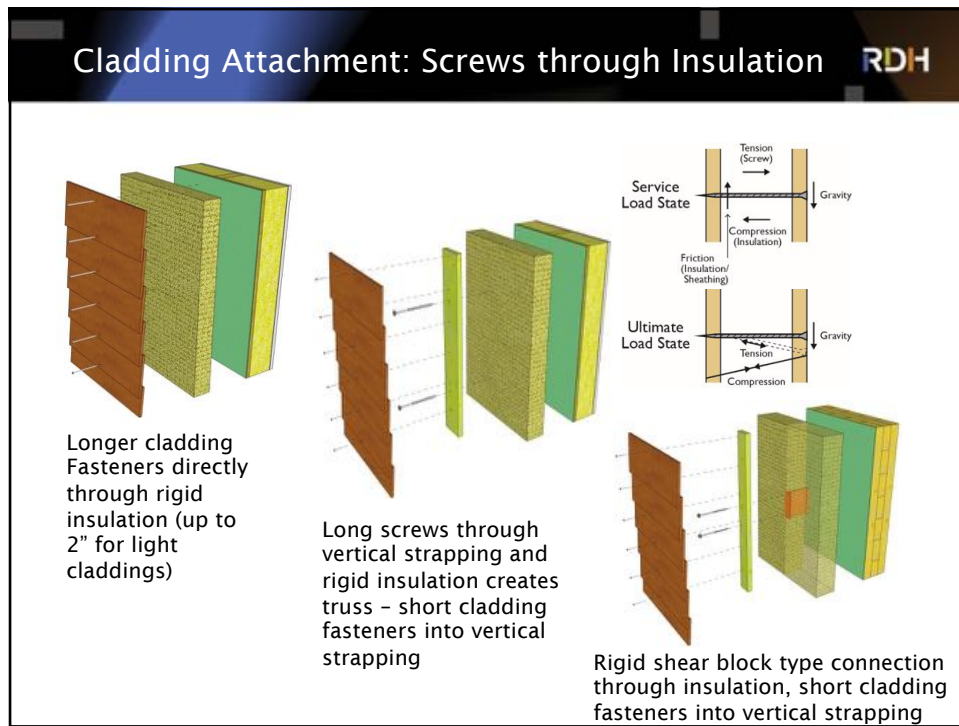 Cladding Attachment: Screws through Insulation
RDH
Longer cladding
Fasteners directly
through rigid
insulation (up to
2” for light
claddings)
Long screws through
vertical strapping and
rigid insulation creates
truss – short cladding
fasteners into vertical
strapping
Tension
(Screw)
Service
Load State
Gravity
Compression
(Insulation)
Friction
(Insulation/
Sheathing)
Ultimate
Load State
Gravity
Tension
Compression
Rigid shear block type connection
through insulation, short cladding
fasteners into vertical strapping